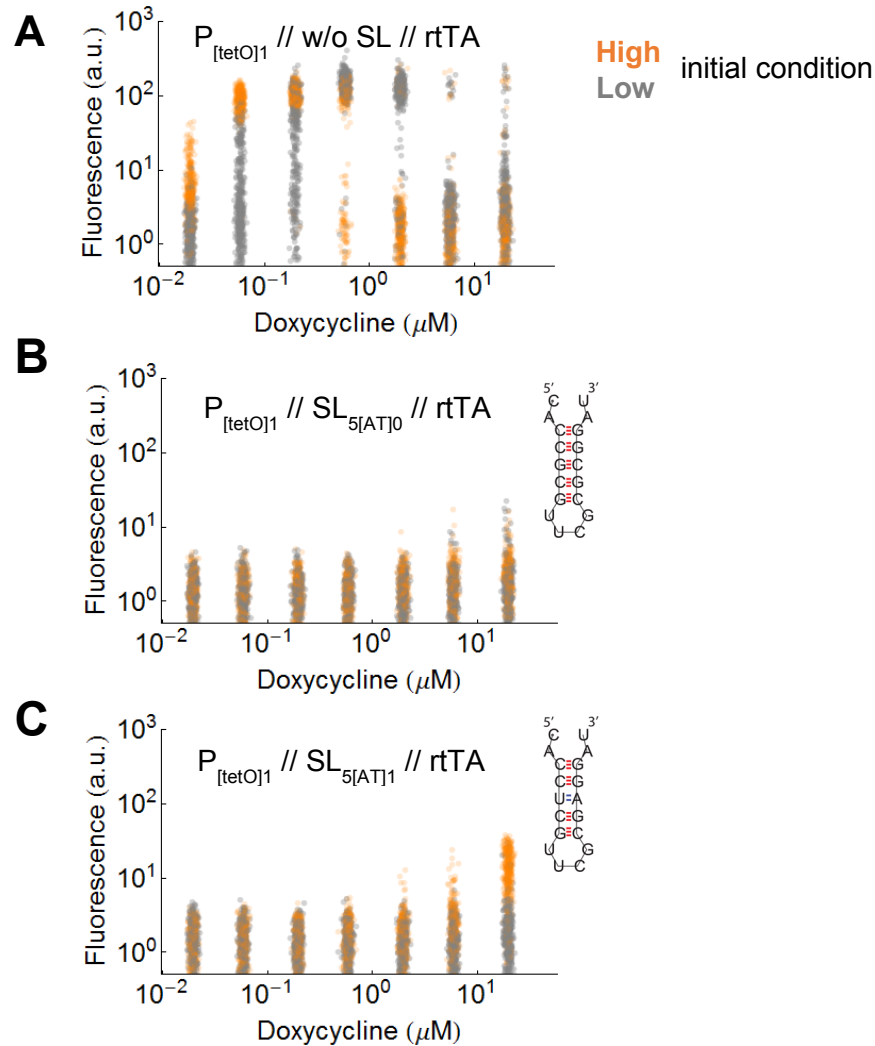 A
P[tetO]1 // w/o SL // rtTA
High
Low
initial condition
Fluorescence (a.u.)
10³
10²
10¹
10⁰
10⁻² 10⁻¹ 10⁰ 10¹
Doxycycline (μM)
B
P[tetO]1 // SL5[AT]0 // rtTA
Fluorescence (a.u.)
10³
10²
10¹
10⁰
10⁻² 10⁻¹ 10⁰ 10¹
Doxycycline (μM)
5′ 3′
C U
A A
C G
C G
G C
C G
G C
U G
U C
C
P[tetO]1 // SL5[AT]1 // rtTA
Fluorescence (a.u.)
10³
10²
10¹
10⁰
10⁻² 10⁻¹ 10⁰ 10¹
Doxycycline (μM)
5′ 3′
C U
A A
C G
C G
U A
C G
G C
U G
U C